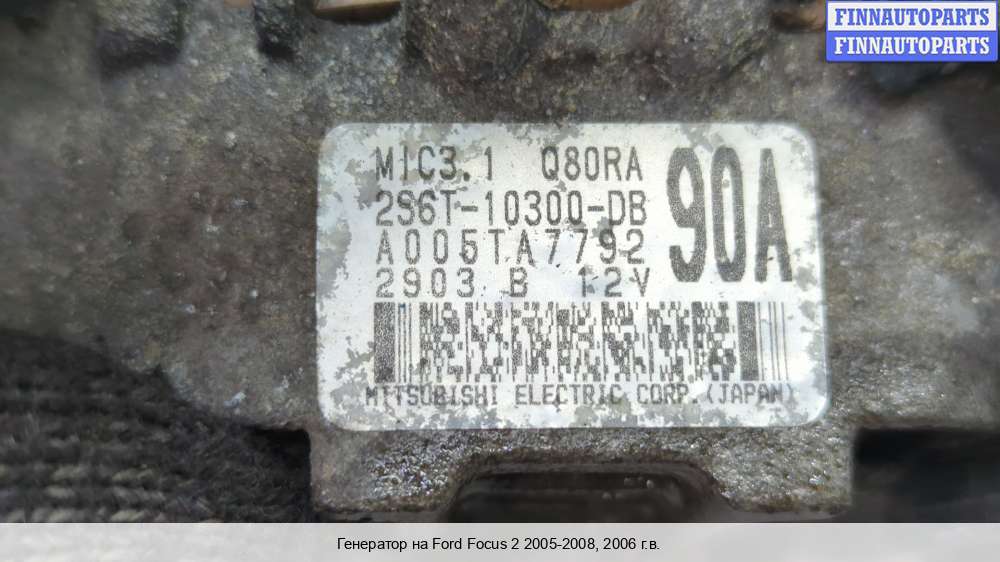 FINNAUTOPARTS
FINNAUTOPARTS
MIC3.1 Q80RA
2S6T-10300-DB 90A
A005TA7792
2903 B 12V
MITSUBISHI ELECTRIC CORP.(JAPAN)
Генератор на Ford Focus 2 2005-2008, 2006 г.в.